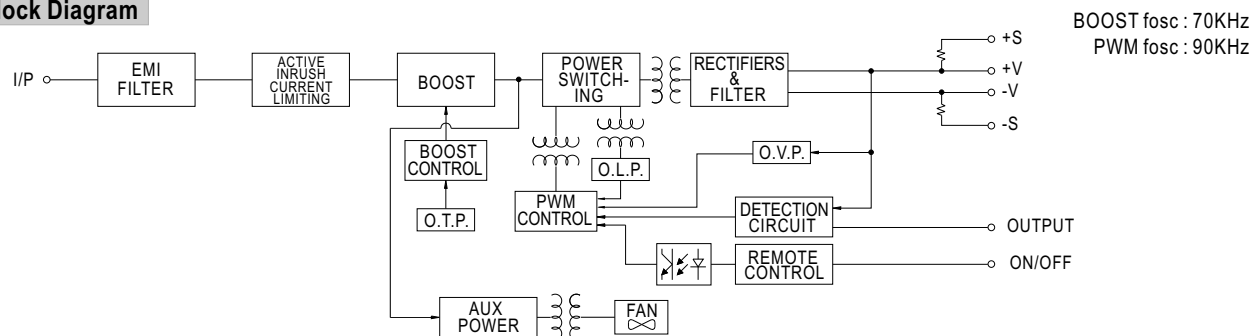 lock Diagram
BOOST fosc : 70KHz
PWM fosc : 90KHz
I/P
EMI
FILTER
ACTIVE
INRUSH
CURRENT
LIMITING
BOOST
POWER
SWITCH-
ING
RECTIFIERS
&
FILTER
+S
+V
-V
-S
BOOST
CONTROL
O.T.P.
O.L.P.
O.V.P.
PWM
CONTROL
DETECTION
CIRCUIT
OUTPUT
REMOTE
CONTROL
ON/OFF
AUX
POWER
FAN